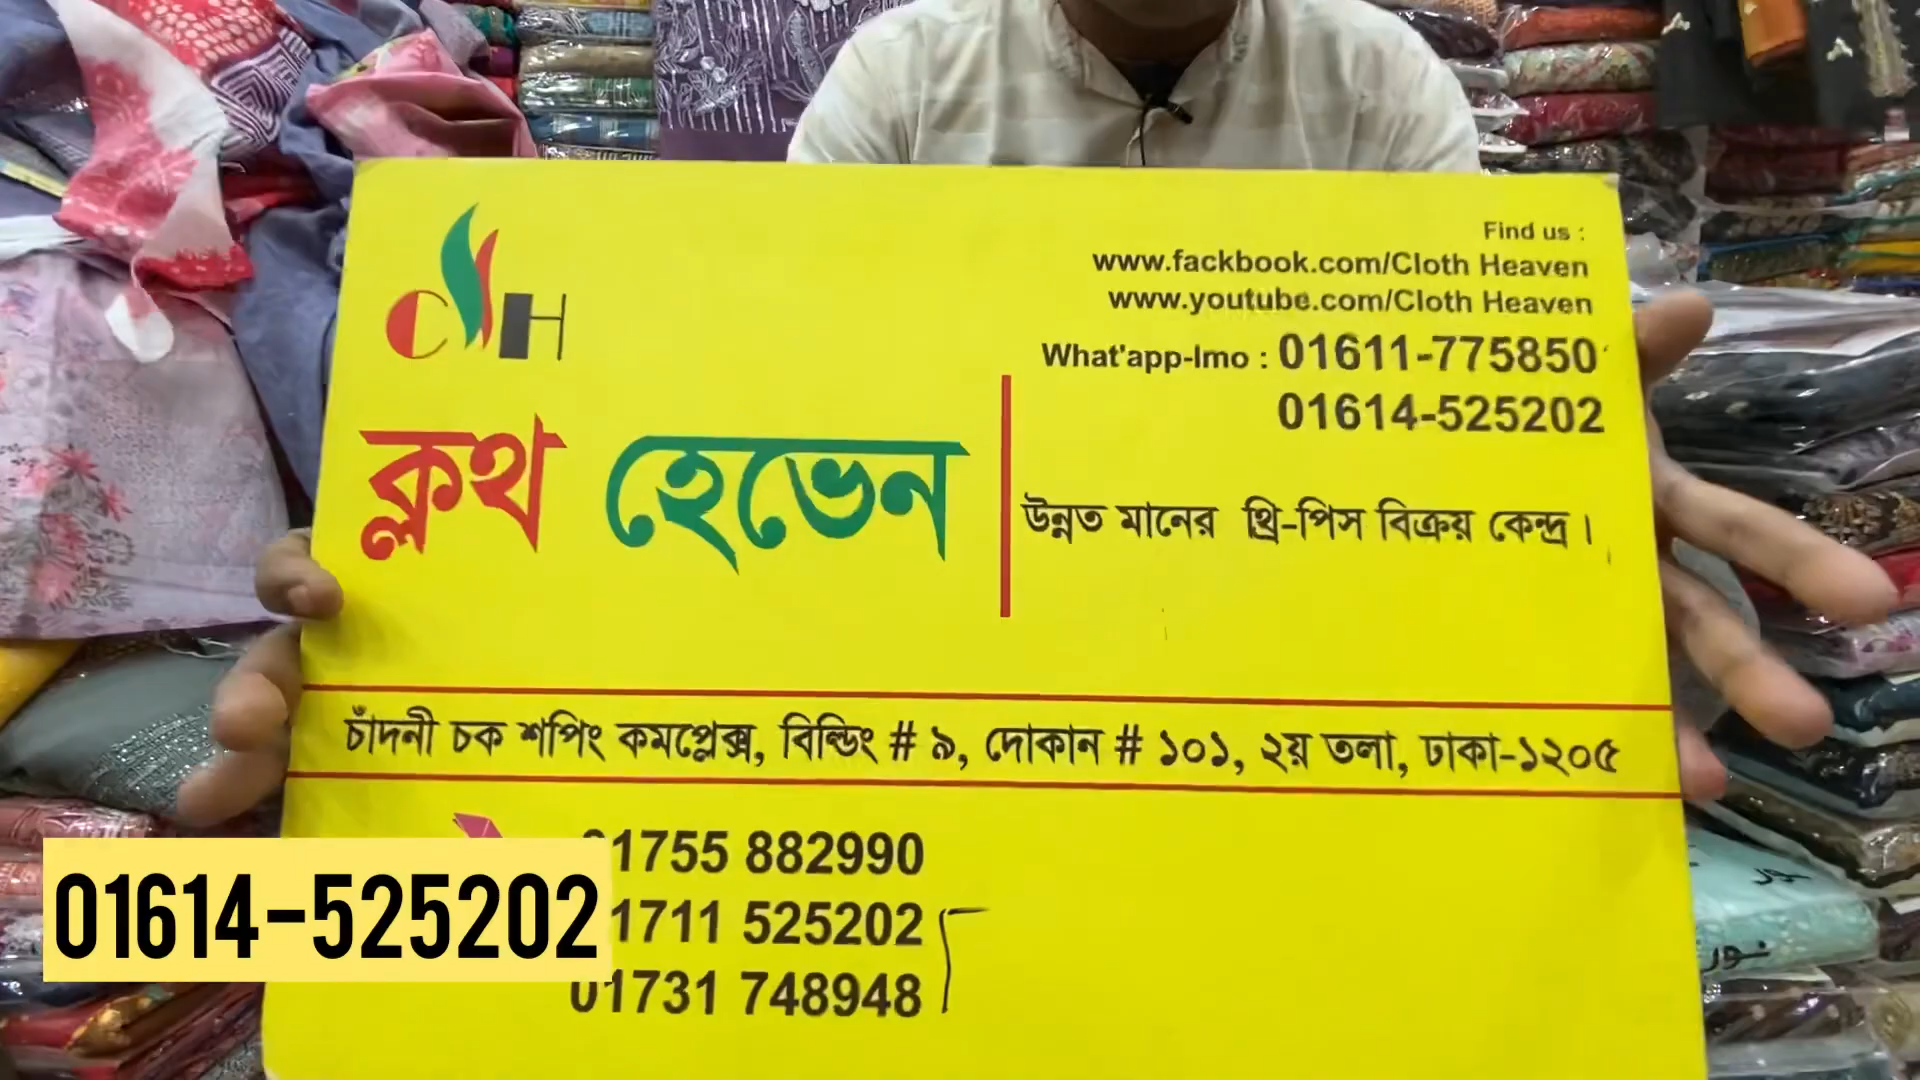 CH
Find us :
www.fackbook.com/Cloth Heaven
www.youtube.com/Cloth Heaven
What'app-Imo : 01611-775850
01614-525202
ক্লথ হেভেন
উন্নত মানের থ্রি-পিস বিক্রয় কেন্দ্র।
চাঁদনী চক শপিং কমপ্লেক্স, বিল্ডিং # ৯, দোকান # ১০১, ২য় তলা, ঢাকা-১২০৫
01755 882990
1711 525202
01731 748948
01614-525202